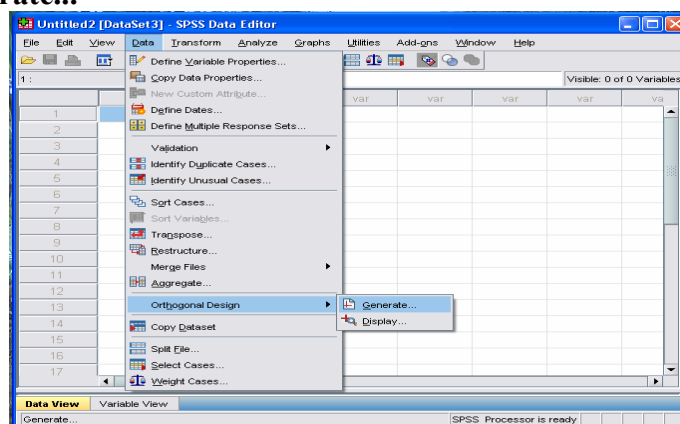 rate...
Untitled2 [DataSet3] - SPSS Data Editor
File Edit View Data Transform Analyze Graphs Utilities Add-ons Window Help
1 :
Visible: 0 of 0 Variables
Define Variable Properties...
Copy Data Properties...
New Custom Attribute...
Define Dates...
Define Multiple Response Sets...
Validation
Identify Duplicate Cases...
Identify Unusual Cases...
Sort Cases...
Sort Variables...
Transpose...
Restructure...
Merge Files
Aggregate...
Orthogonal Design
Copy Dataset
Split File...
Select Cases...
Weight Cases...
Generate...
Display...
var var var var va
1
2
3
4
5
6
7
8
9
10
11
12
13
14
15
16
17
Data View Variable View
Generate...
SPSS Processor is ready